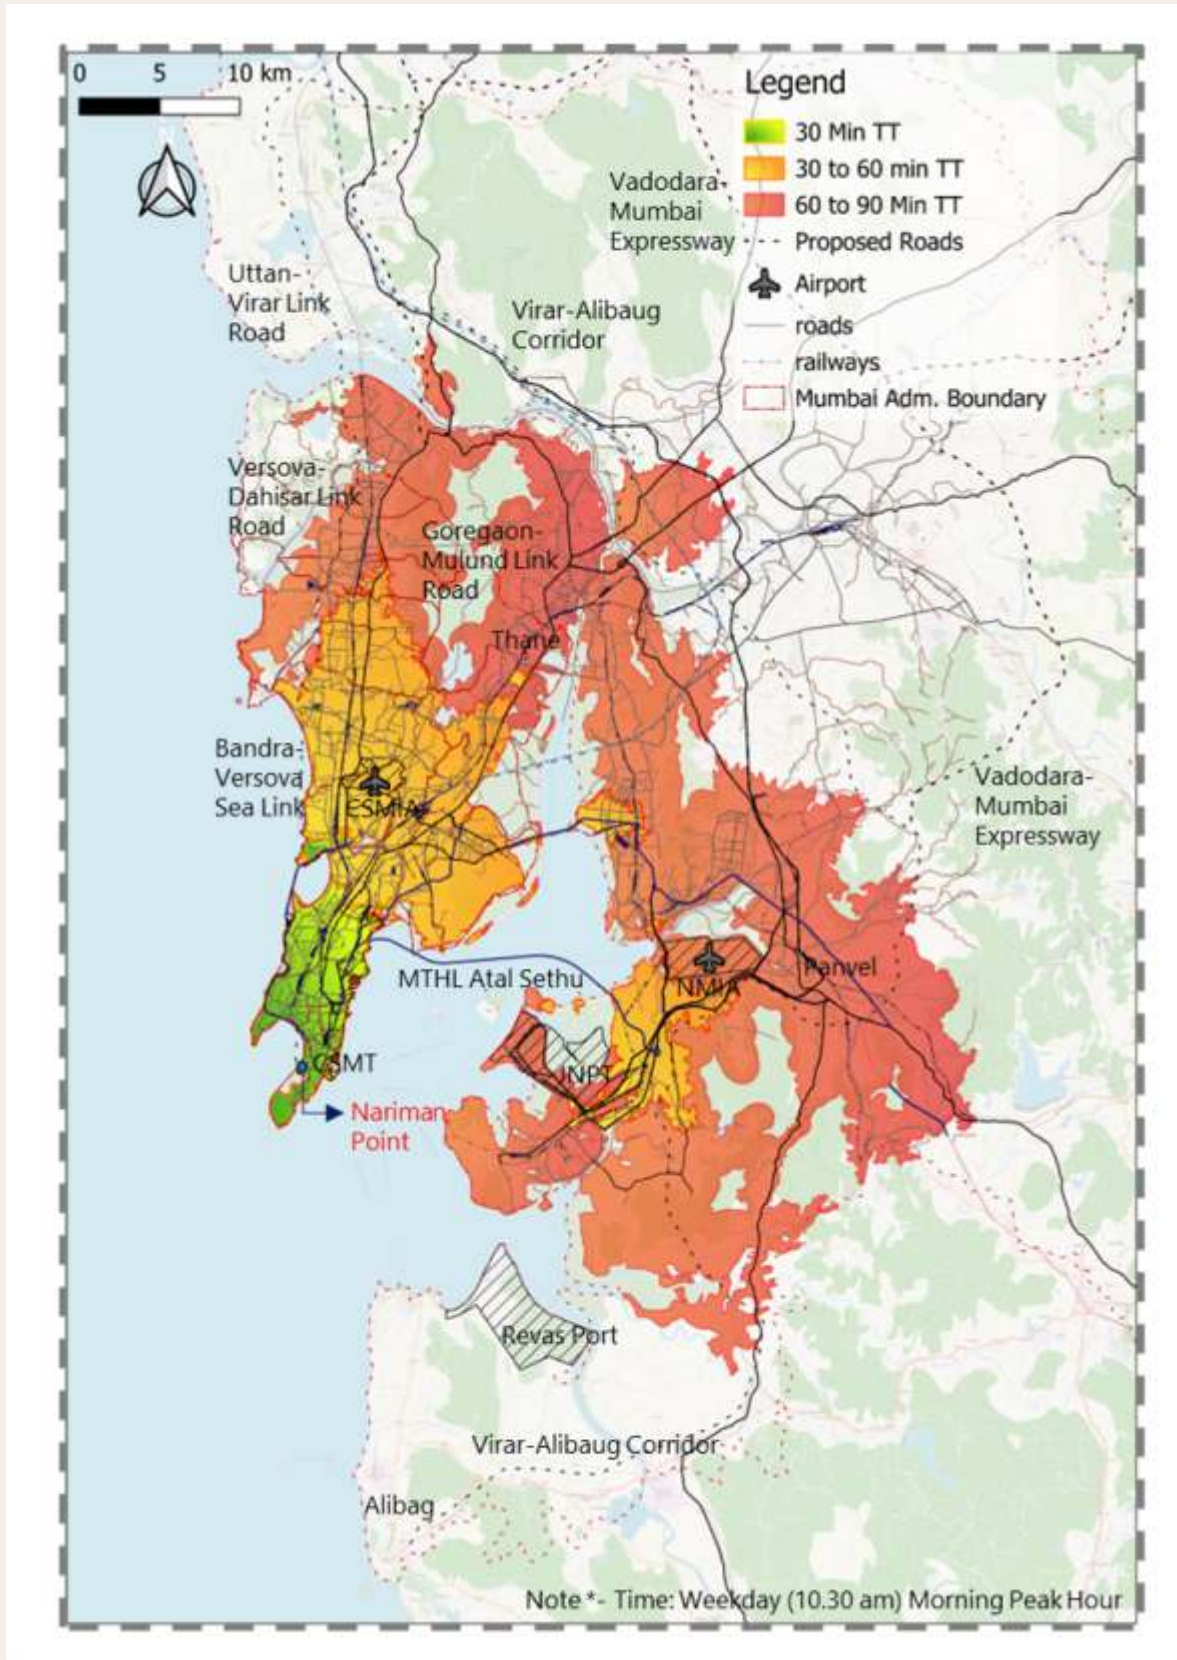 0 5 10 km
N
Legend
30 Min TT
30 to 60 min TT
60 to 90 Min TT
Proposed Roads
Airport
roads
railways
Mumbai Adm. Boundary
Vadodara-
Mumbai
Expressway
Uttan-
Virar Link
Road
Virar-Alibaug
Corridor
Versova-
Dahisar Link
Road
Goregaon-
Mulund Link
Road
Thane
Bandra-
Versova
Sea Link
CSMIA
Vadodara-
Mumbai
Expressway
MTHL Atal Sethu
NMIA
Panvel
CSMT
JNPT
Nariman
Point
Revas Port
Virar-Alibaug Corridor
Alibag
Note *- Time: Weekday (10.30 am) Morning Peak Hour